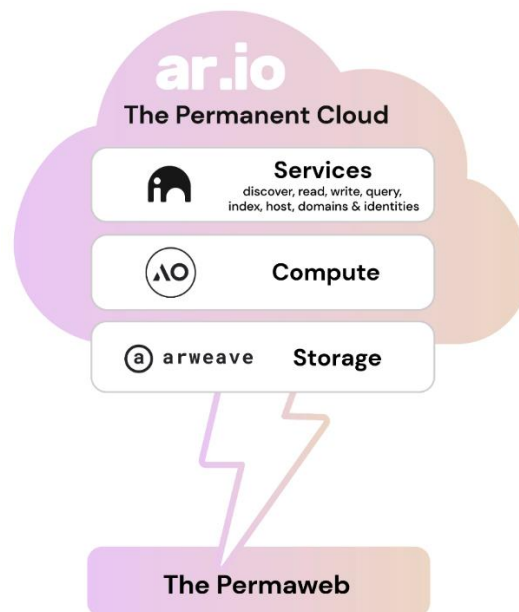 ar.io
The Permanent Cloud
Services
discover, read, write, query,
index, host, domains & identities
AO
Compute
a arweave
Storage
The Permaweb